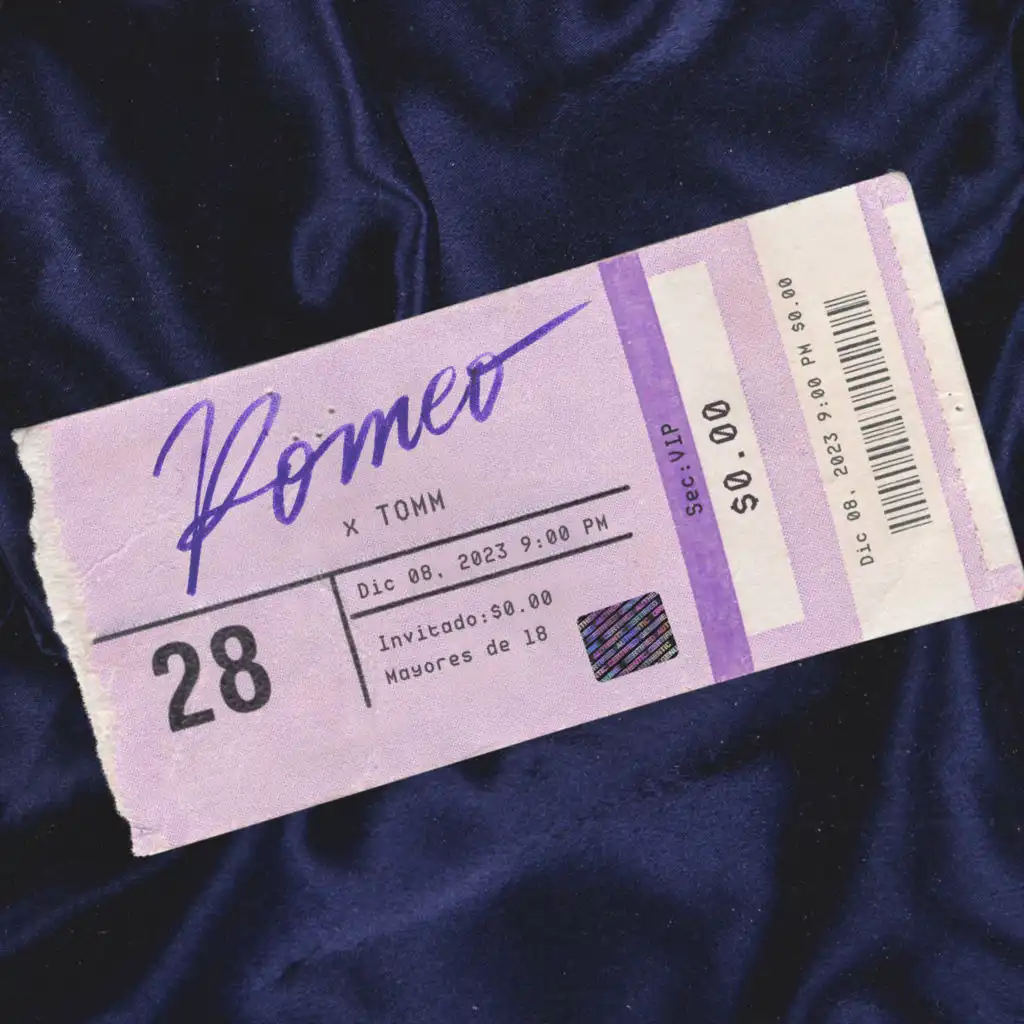 Romeo
x TOMM
Dic 08, 2023 9:00 PM
28
Invitado:$0.00
Mayores de 18
Sec:VIP
$0.00
Dic 08, 2023 9:00 PM $0.00